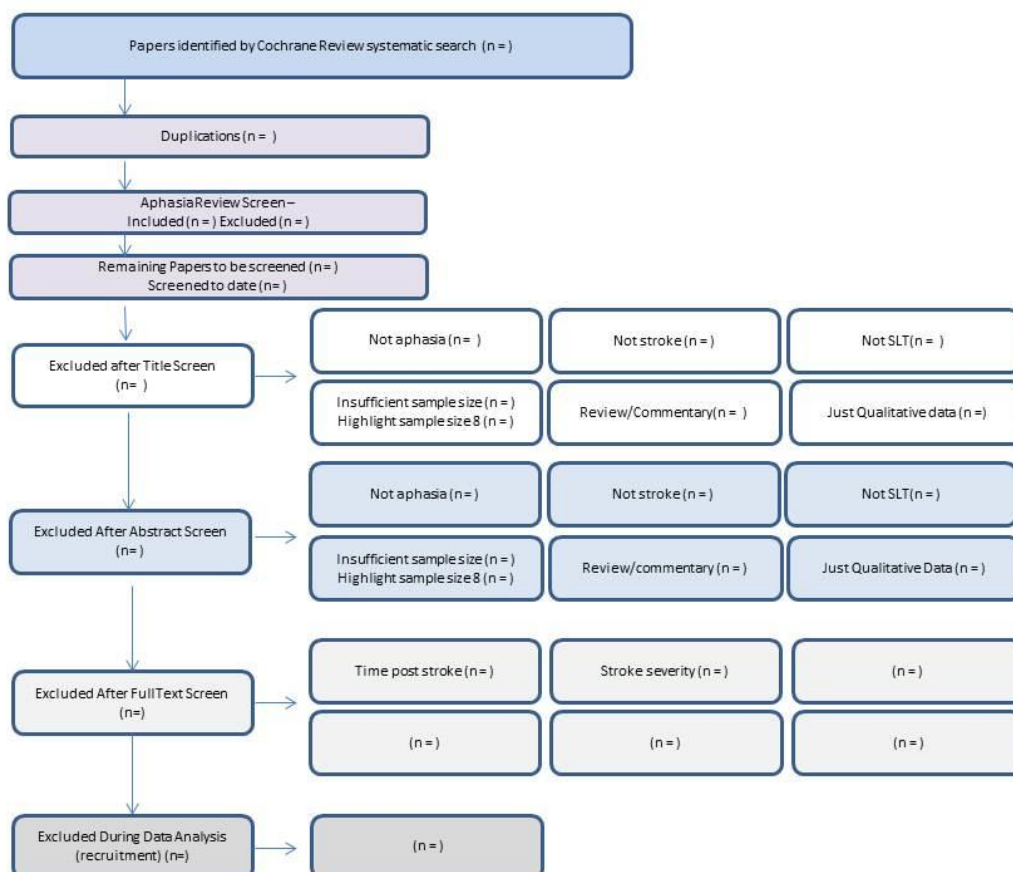 Papers identified by Cochrane Review systematic search (n = )
Duplications (n = )
Aphasia Review Screen –
Included (n = ) Excluded (n = )
Remaining Papers to be screened (n= )
Screened to date (n= )
Excluded after Title Screen
(n= )
Not aphasia (n = )
Not stroke (n = )
Not SLT(n = )
Insufficient sample size (n = )
Highlight sample size 8 (n = )
Review/Commentary(n = )
Just Qualitative data (n =)
Excluded After Abstract Screen
(n= )
Not aphasia (n = )
Not stroke (n = )
Not SLT(n = )
Insufficient sample size (n = )
Highlight sample size 8 (n = )
Review/commentary (n = )
Just Qualitative Data (n = )
Excluded After Full Text Screen
(n=)
Time post stroke (n = )
Stroke severity (n = )
(n = )
(n = )
(n = )
(n = )
Excluded During Data Analysis
(recruitment) (n=)
(n = )